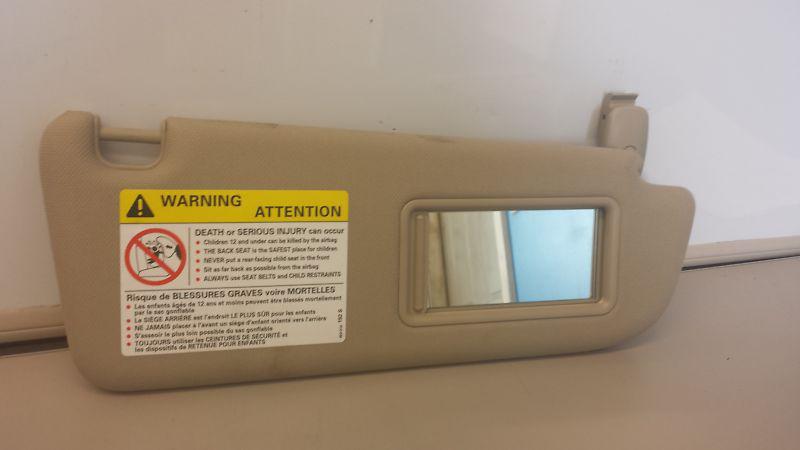 WARNING
ATTENTION
DEATH or SERIOUS INJURY can occur
• Children 12 and under can be killed by the airbag
• THE BACK SEAT is the SAFEST place for children
• NEVER put a rear-facing child seat in the front
• Sit as far back as possible from the airbag
• ALWAYS use SEAT BELTS and CHILD RESTRAINTS
Risque de BLESSURES GRAVES voire MORTELLES
• Les enfants âgés de 12 ans et moins peuvent être blessés mortellement
par le sac gonflable
• La SIÈGE ARRIÈRE est l'endroit LE PLUS SÛR pour les enfants
• NE JAMAIS placer à l'avant un siège d'enfant orienté vers l'arrière
• S'asseoir le plus loin possible du sac gonflable
• TOUJOURS utiliser les CEINTURES DE SÉCURITÉ et
les dispositifs de RETENUE POUR ENFANTS